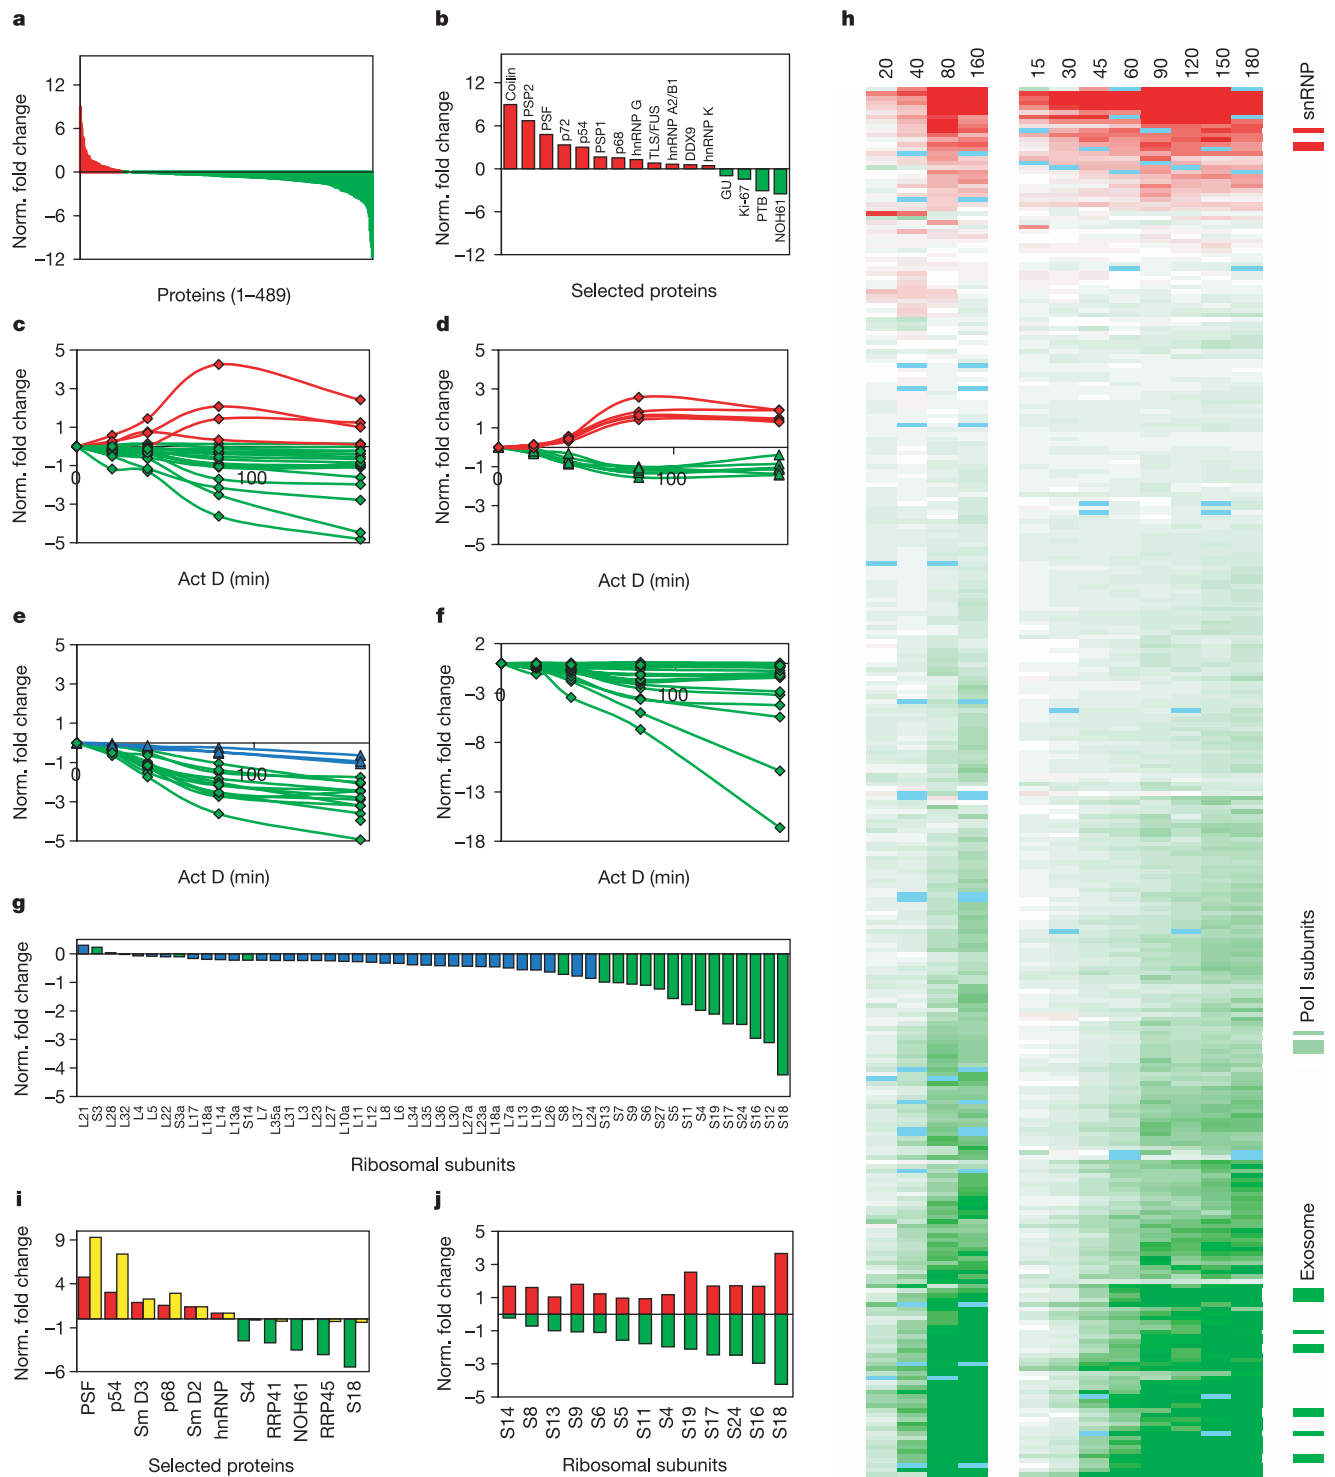 a
Norm. fold change
12
6
0
−6
−12
Proteins (1–489)
b
Norm. fold change
12
6
0
−6
−12
Coilin
PSP2
PSF
p72
p54
PSP1
p68
hnRNP G
TLS/FUS
hnRNP A2/B1
DDX9
hnRNP K
GU
Ki-67
PTB
NOH61
Selected proteins
c
Norm. fold change
5
3
1
−1
−3
−5
0
100
Act D (min)
d
Norm. fold change
5
3
1
−1
−3
−5
0
100
Act D (min)
e
Norm. fold change
5
3
1
−1
−3
−5
0
100
Act D (min)
f
Norm. fold change
2
−3
−8
−13
−18
0
100
Act D (min)
g
Norm. fold change
0
−1
−2
−3
−4
−5
L21
S3
L28
L32
L4
L5
L22
S3a
L17
L18a
L14
L13a
S14
L7
L35a
L31
L3
L23
L27
L10a
L11
L12
L8
L6
L34
L35
L36
L30
L27a
L23a
L18a
L7a
L13
L19
L26
S8
L37
L24
S13
S7
S9
S6
S27
S5
S11
S4
S19
S17
S24
S16
S12
S18
Ribosomal subunits
h
20
40
80
160
15
30
45
60
90
120
150
180
snRNP
Pol I subunits
Exosome
i
Norm. fold change
9
4
−1
−6
PSF
p54
Sm D3
p68
Sm D2
hnRNP
S4
RRP41
NOH61
RRP45
S18
Selected proteins
j
Norm. fold change
5
3
1
−1
−3
−5
S14
S8
S13
S9
S6
S5
S11
S4
S19
S17
S24
S16
S18
Ribosomal subunits